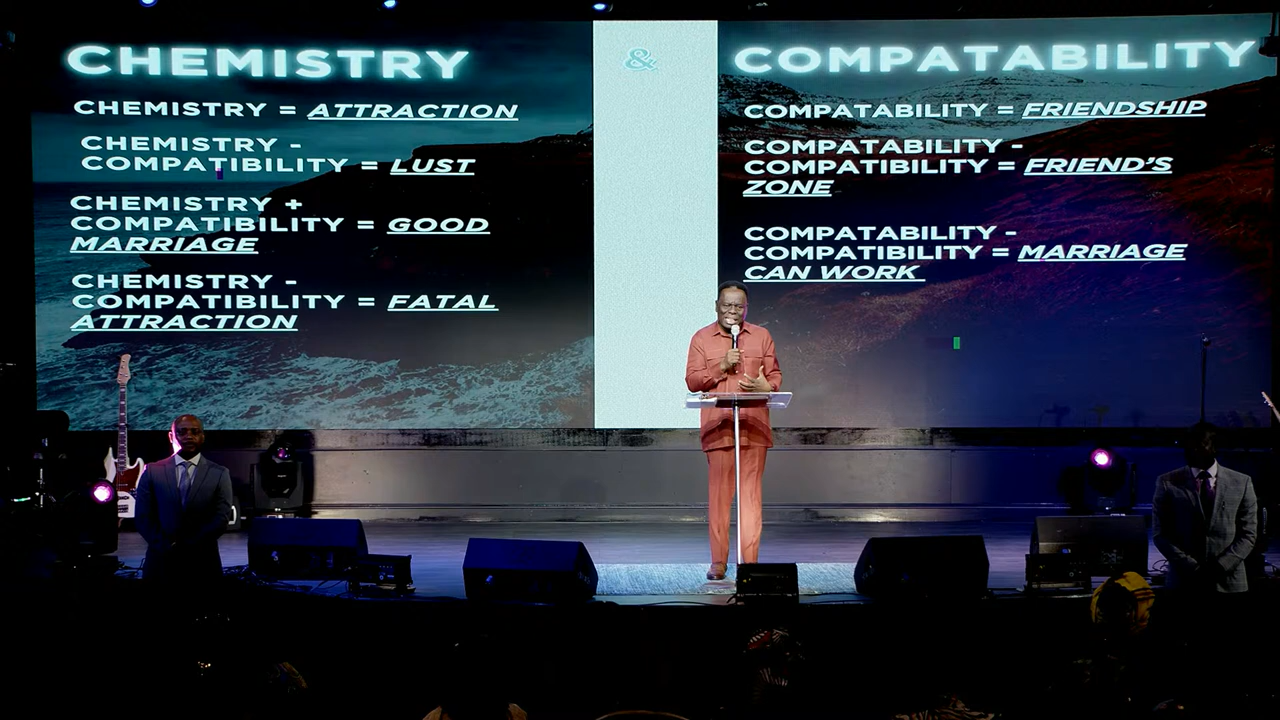 CHEMISTRY
CHEMISTRY = ATTRACTION
CHEMISTRY -
COMPATIBILITY = LUST
CHEMISTRY +
COMPATIBILITY = GOOD
MARRIAGE
CHEMISTRY -
COMPATIBILITY = FATAL
ATTRACTION
&
COMPATABILITY
COMPATABILITY = FRIENDSHIP
COMPATABILITY -
COMPATIBILITY = FRIEND'S
ZONE
COMPATABILITY -
COMPATIBILITY = MARRIAGE
CAN WORK